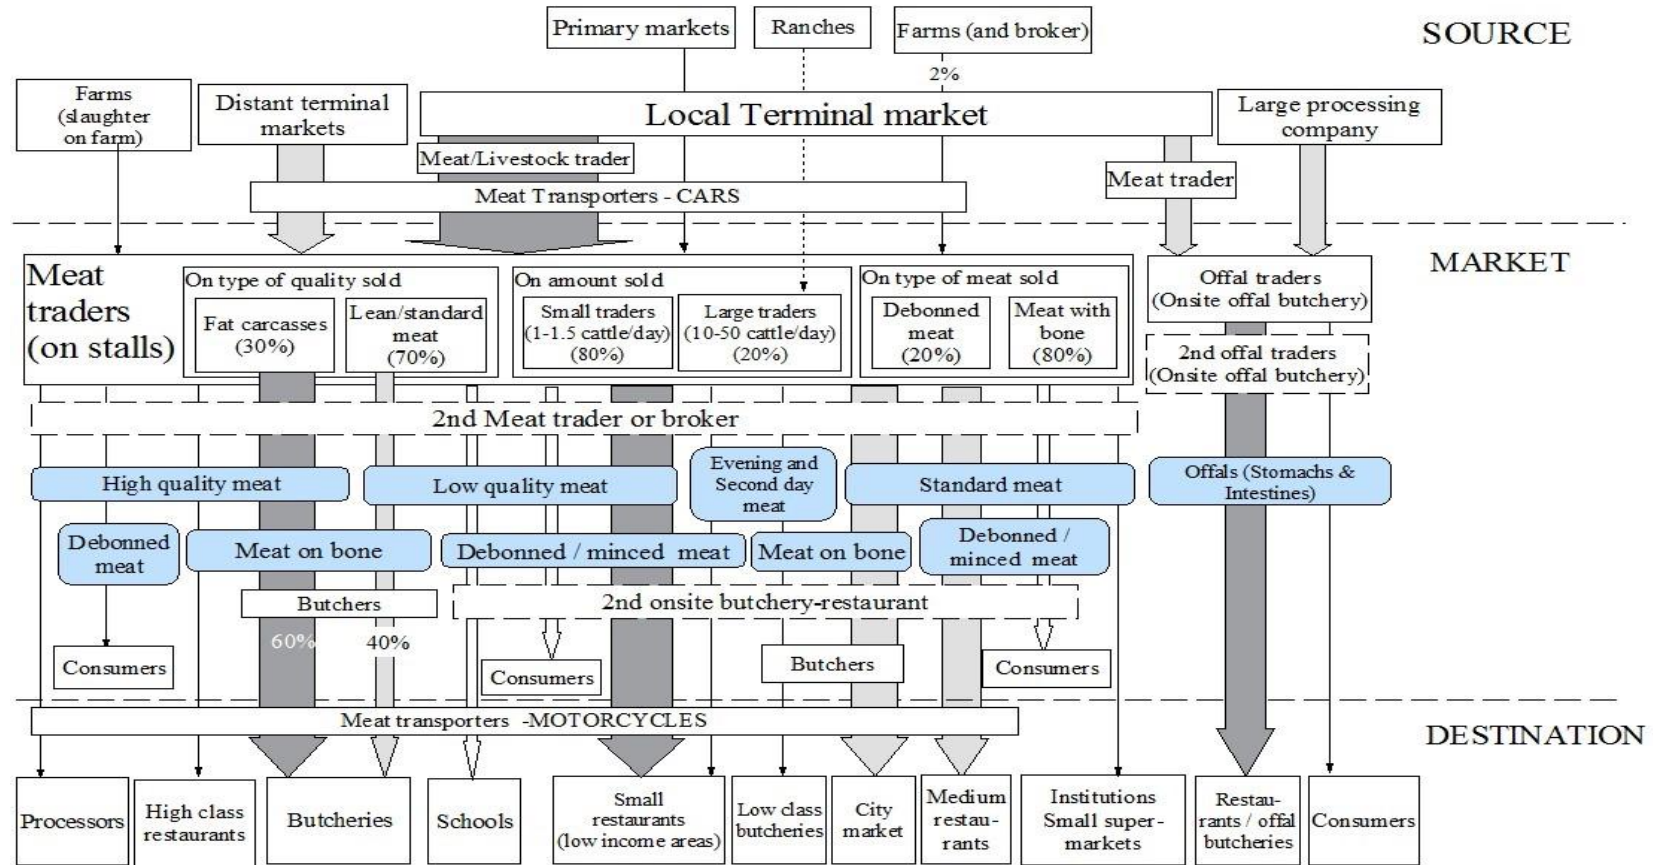 Primary markets
Ranches
Farms (and broker)
SOURCE
2%
Farms
(slaughter
on farm)
Distant terminal
markets
Local Terminal market
Large processing
company
Meat/Livestock trader
Meat trader
Meat Transporters - CARS
MARKET
Meat
traders
(on stalls)
On type of quality sold
Fat carcasses
(30%)
Lean/standard
meat
(70%)
On amount sold
Small traders
(1-1.5 cattle/day)
(80%)
Large traders
(10-50 cattle/day)
(20%)
On type of meat sold
Debonned
meat
(20%)
Meat with
bone
(80%)
Offal traders
(Onsite offal butchery)
2nd offal traders
(Onsite offal butchery)
2nd Meat trader or broker
High quality meat
Low quality meat
Evening and
Second day
meat
Standard meat
Offals (Stomachs &
Intestines)
Debonned
meat
Meat on bone
Debonned / minced meat
Meat on bone
Debonned /
minced meat
Butchers
2nd onsite butchery-restaurant
60%
40%
Consumers
Consumers
Butchers
Consumers
Meat transporters -MOTORCYCLES
DESTINATION
Processors
High class
restaurants
Butcheries
Schools
Small
restaurants
(low income areas)
Low class
butcheries
City
market
Medium
restau-
rants
Institutions
Small super-
markets
Restau-
rants / offal
butcheries
Consumers